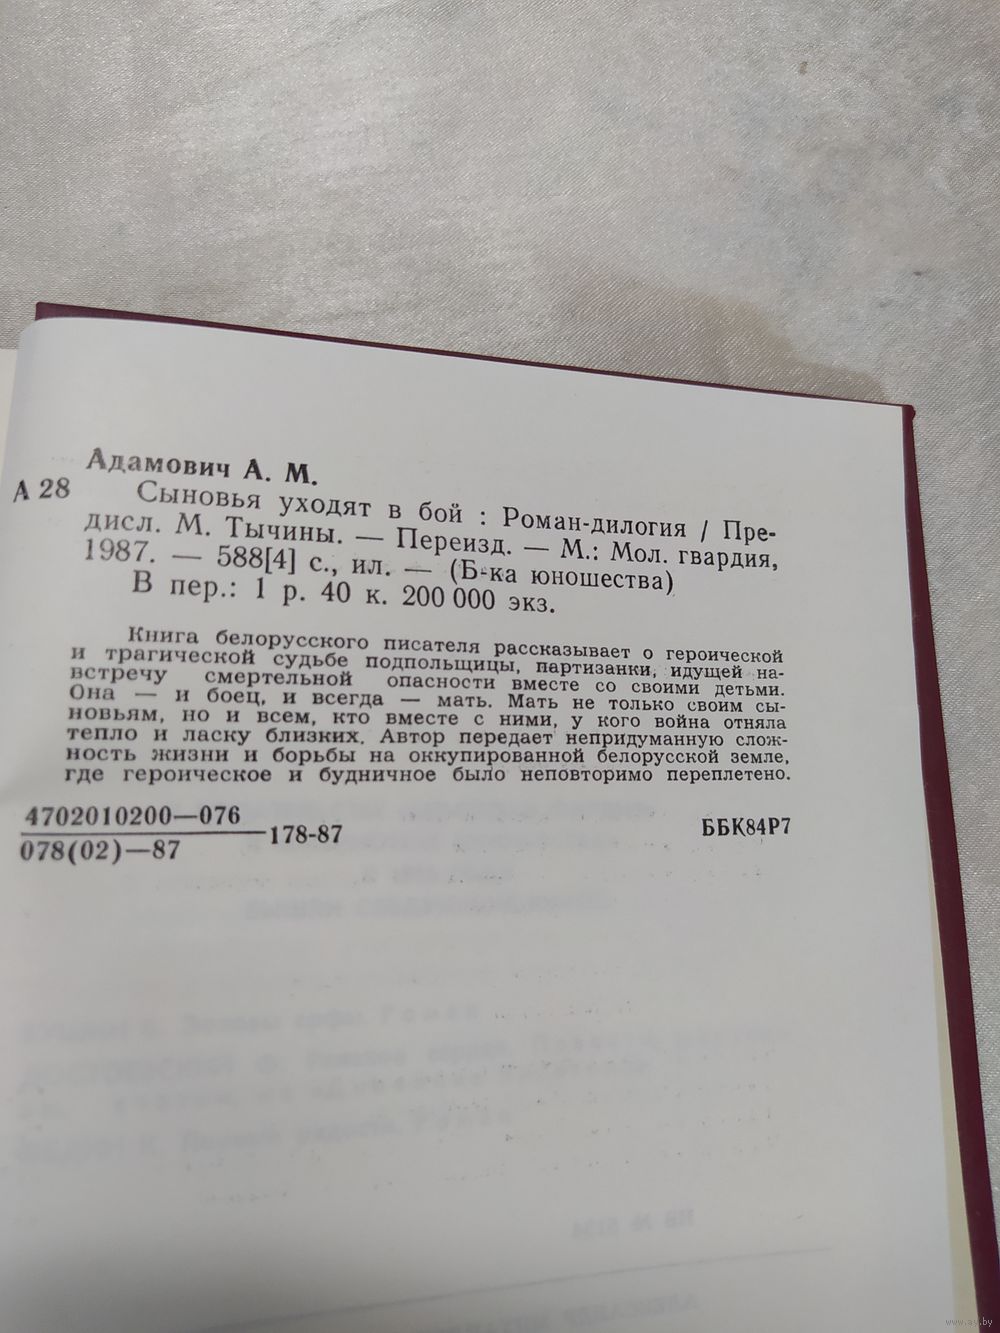 Адамович А. М.
А 28
Сыновья уходят в бой : Роман-дилогия / Пре-
дисл. М. Тычины. — Переизд. — М.: Мол. гвардия,
1987. — 588[4] с., ил. — (Б-ка юношества)
В пер.: 1 р. 40 к. 200 000 экз.
Книга белорусского писателя рассказывает о героической
и трагической судьбе подпольщицы, партизанки, идущей на-
встречу смертельной опасности вместе со своими детьми.
Она — и боец, и всегда — мать. Мать не только своим сы-
новьям, но и всем, кто вместе с ними, у кого война отняла
тепло и ласку близких. Автор передает непридуманную слож-
ность жизни и борьбы на оккупированной белорусской земле,
где героическое и будничное было неповторимо переплетено.
4702010200—076
078(02)—87
178-87
ББК84Р7
www.ay.by